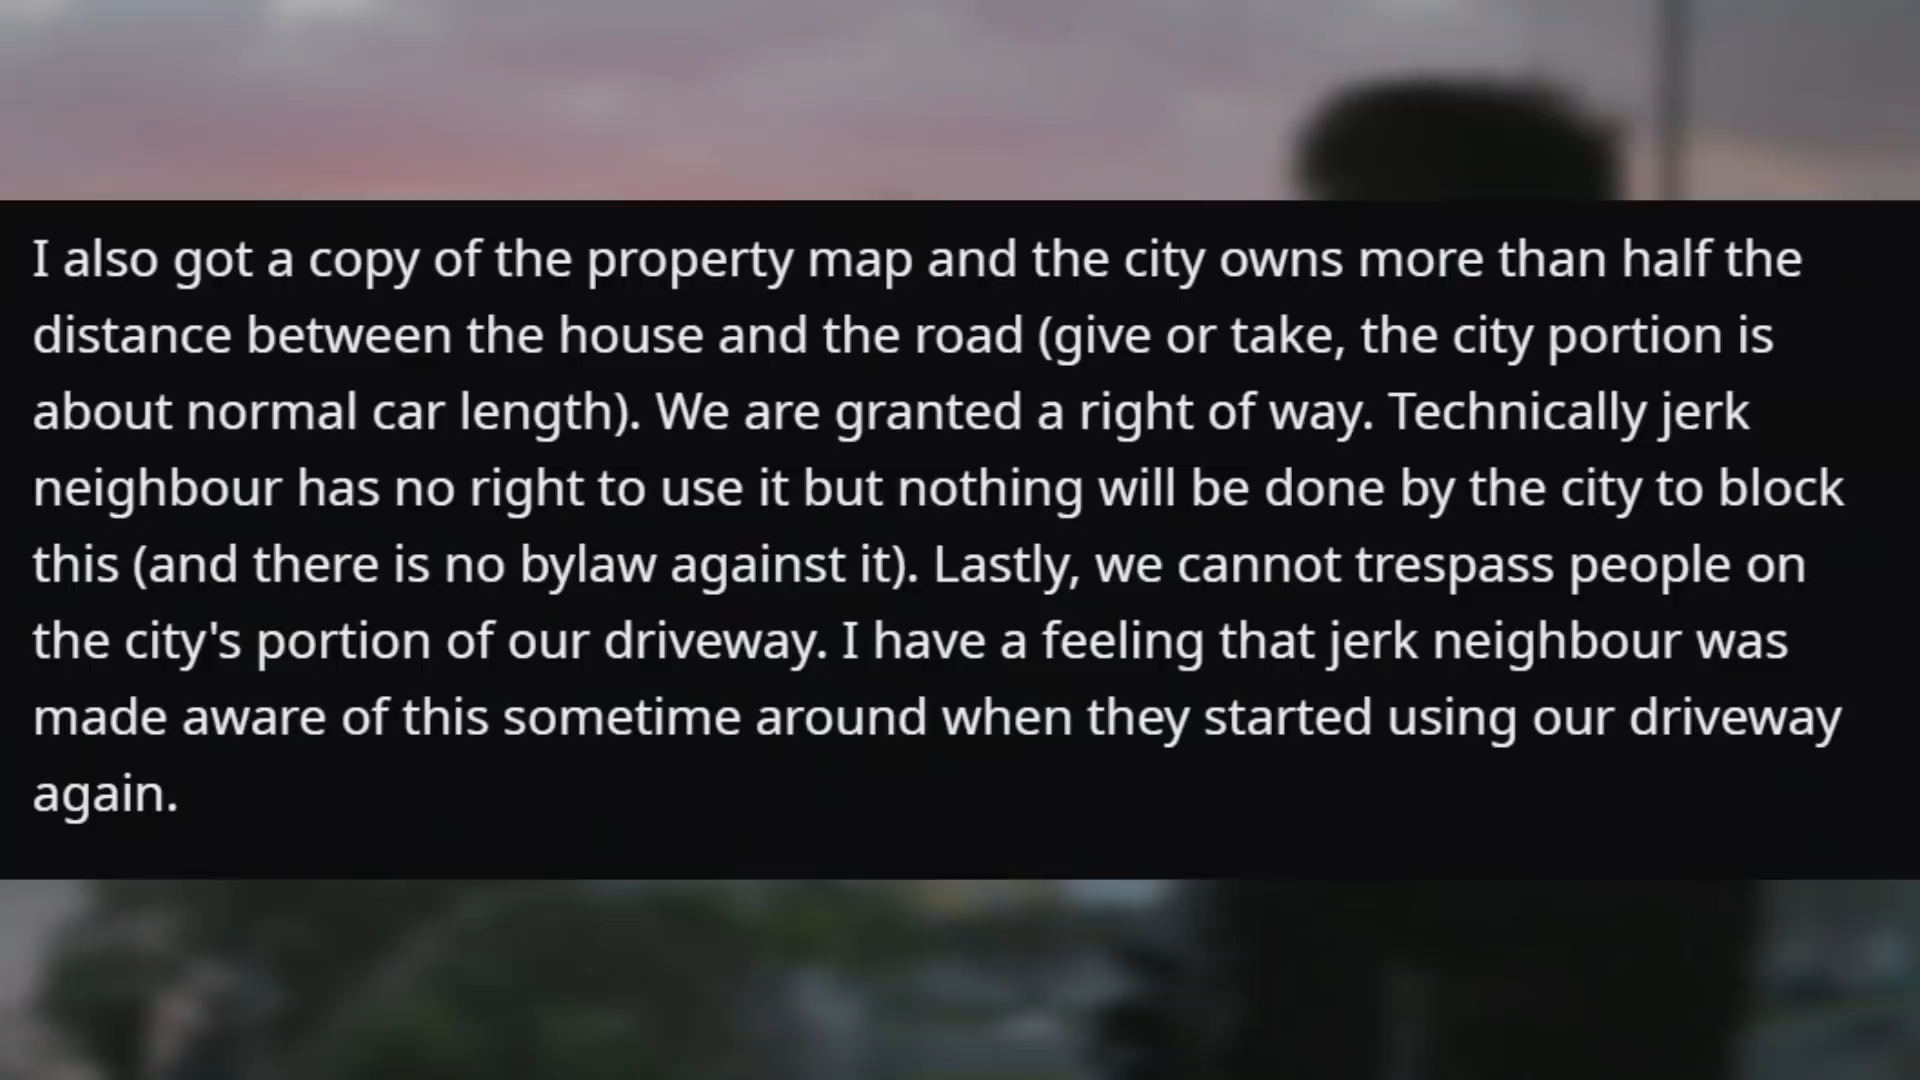 I also got a copy of the property map and the city owns more than half the
distance between the house and the road (give or take, the city portion is
about normal car length). We are granted a right of way. Technically jerk
neighbour has no right to use it but nothing will be done by the city to block
this (and there is no bylaw against it). Lastly, we cannot trespass people on
the city's portion of our driveway. I have a feeling that jerk neighbour was
made aware of this sometime around when they started using our driveway
again.